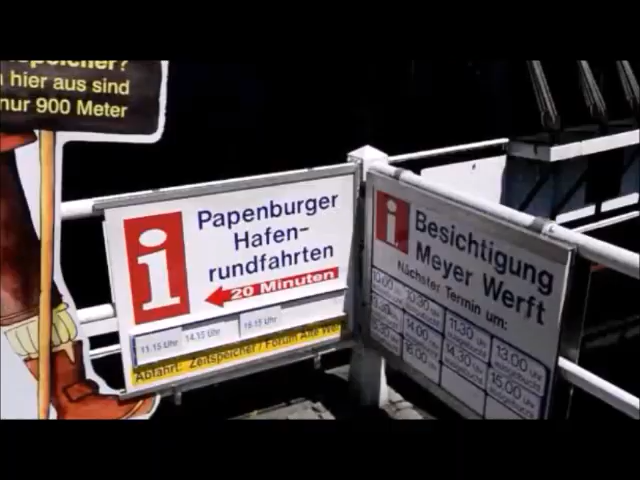 speicher?
hier aus sind
nur 900 Meter
i
Papenburger
Hafen-
rundfahrten
20 Minuten
11.15 Uhr 14.15 Uhr 15.15 Uhr
Abfahrt: Zeitspeicher / Forum Alte
i
Besichtigung
Meyer Werft
Nächster Termin um:
10.00 10.30 11.30 13.00 Uhr
14.00 14.30 15.00 Uhr